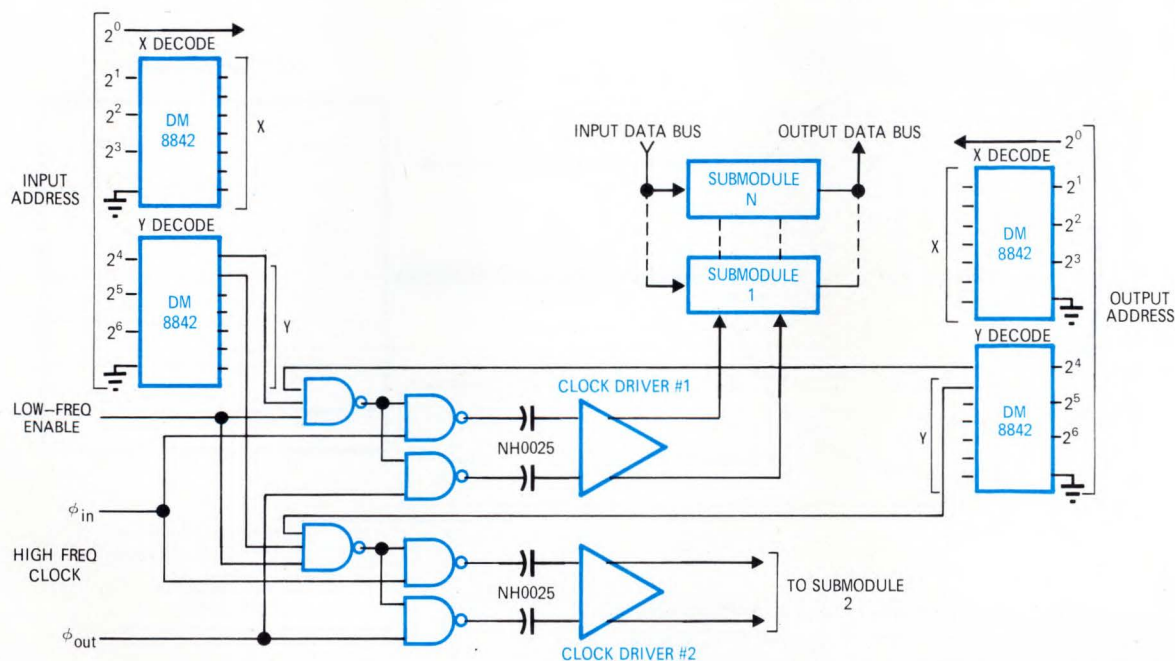 2⁰
X DECODE
2¹
2²
2³
DM
8842
X
INPUT
ADDRESS
Y DECODE
2⁴
2⁵
2⁶
DM
8842
Y
LOW–FREQ
ENABLE
ϕin
HIGH FREQ
CLOCK
ϕout
INPUT DATA BUS
OUTPUT DATA BUS
SUBMODULE
N
SUBMODULE
1
CLOCK DRIVER #1
NH0025
NH0025
CLOCK DRIVER #2
TO SUBMODULE
2
2⁰
X DECODE
X
DM
8842
2¹
2²
2³
OUTPUT
ADDRESS
Y DECODE
Y
DM
8842
2⁴
2⁵
2⁶